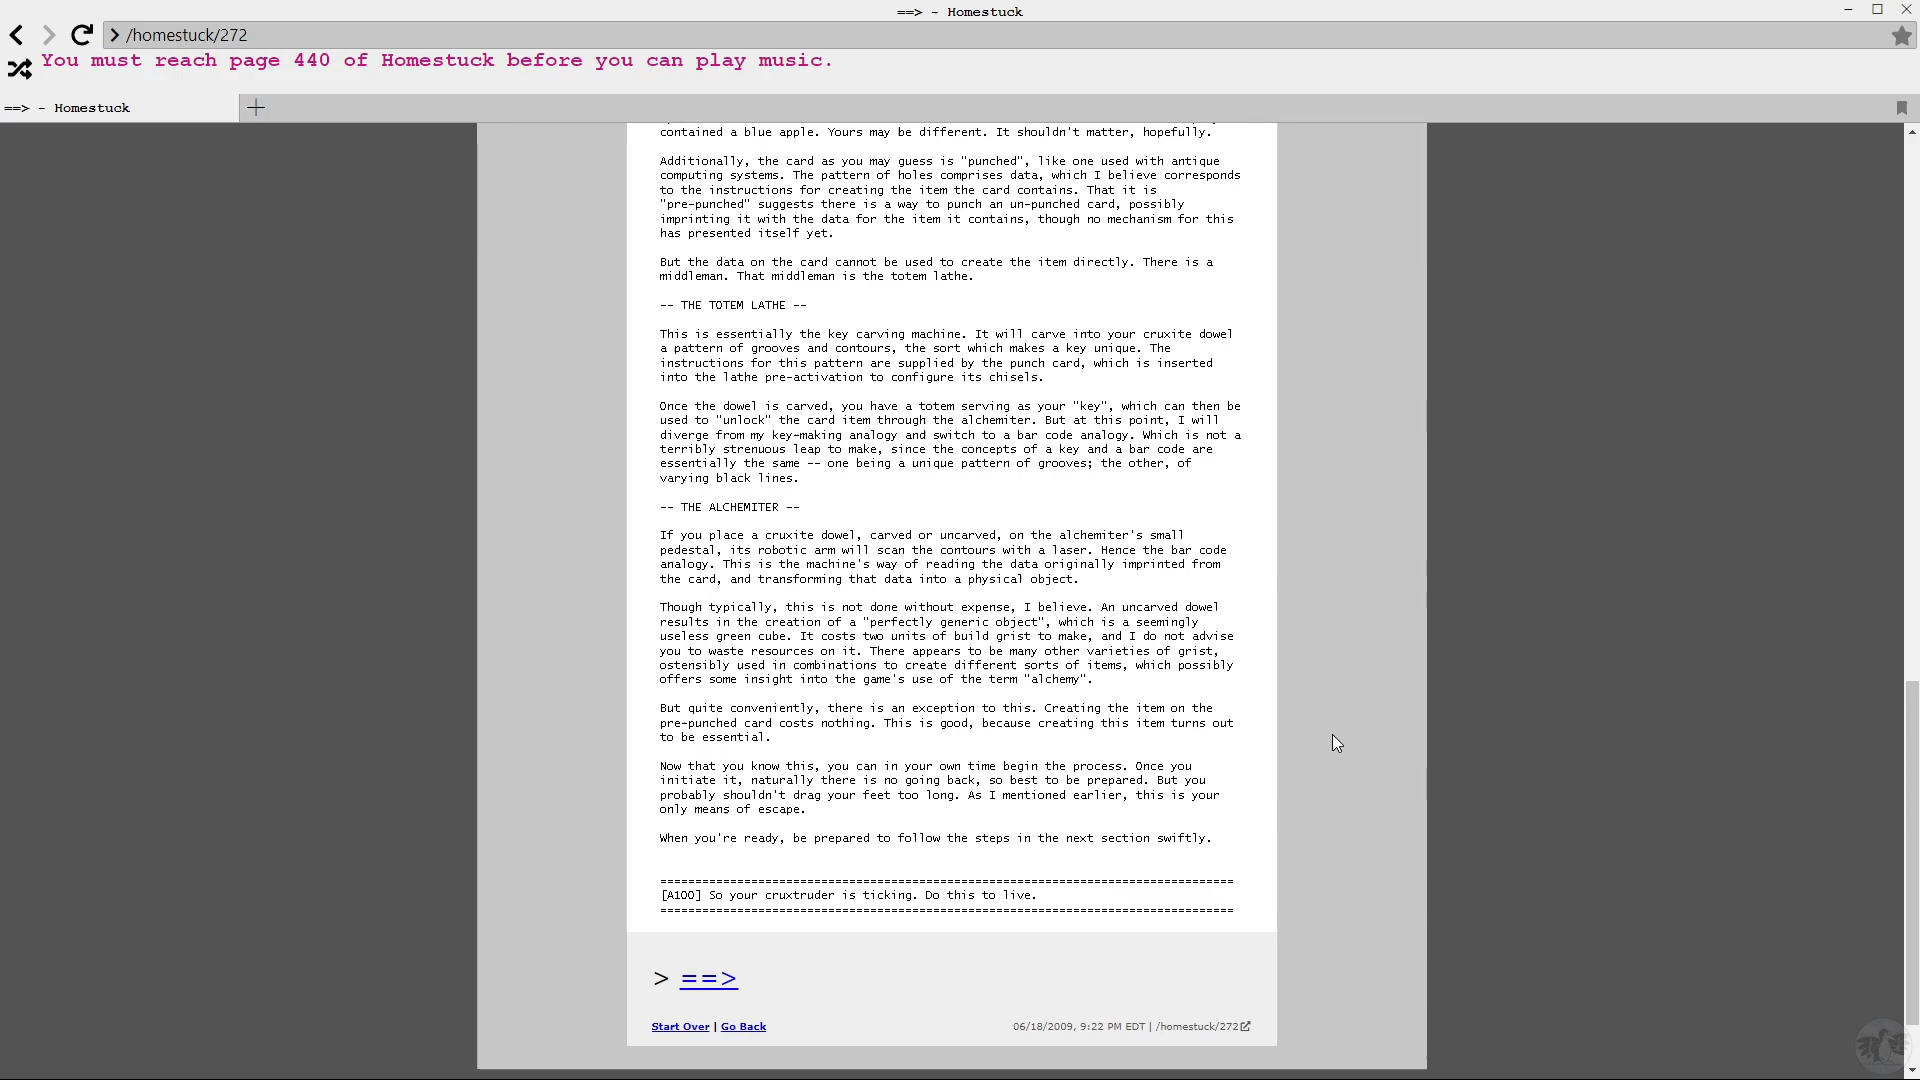 ==> - Homestuck
/homestuck/272
You must reach page 440 of Homestuck before you can play music.
==> - Homestuck
contained a blue apple. Yours may be different. It shouldn't matter, hopefully.
Additionally, the card as you may guess is "punched", like one used with antique
computing systems. The pattern of holes comprises data, which I believe corresponds
to the instructions for creating the item the card contains. That it is
"pre-punched" suggests there is a way to punch an un-punched card, possibly
imprinting it with the data for the item it contains, though no mechanism for this
has presented itself yet.
But the data on the card cannot be used to create the item directly. There is a
middleman. That middleman is the totem lathe.
-- THE TOTEM LATHE --
This is essentially the key carving machine. It will carve into your cruxite dowel
a pattern of grooves and contours, the sort which makes a key unique. The
instructions for this pattern are supplied by the punch card, which is inserted
into the lathe pre-activation to configure its chisels.
Once the dowel is carved, you have a totem serving as your "key", which can then be
used to "unlock" the card item through the alchemiter. But at this point, I will
diverge from my key-making analogy and switch to a bar code analogy. Which is not a
terribly strenuous leap to make, since the concepts of a key and a bar code are
essentially the same -- one being a unique pattern of grooves; the other, of
varying black lines.
-- THE ALCHEMITER --
If you place a cruxite dowel, carved or uncarved, on the alchemiter's small
pedestal, its robotic arm will scan the contours with a laser. Hence the bar code
analogy. This is the machine's way of reading the data originally imprinted from
the card, and transforming that data into a physical object.
Though typically, this is not done without expense, I believe. An uncarved dowel
results in the creation of a "perfectly generic object", which is a seemingly
useless green cube. It costs two units of build grist to make, and I do not advise
you to waste resources on it. There appears to be many other varieties of grist,
ostensibly used in combinations to create different sorts of items, which possibly
offers some insight into the game's use of the term "alchemy".
But quite conveniently, there is an exception to this. Creating the item on the
pre-punched card costs nothing. This is good, because creating this item turns out
to be essential.
Now that you know this, you can in your own time begin the process. Once you
initiate it, naturally there is no going back, so best to be prepared. But you
probably shouldn't drag your feet too long. As I mentioned earlier, this is your
only means of escape.
When you're ready, be prepared to follow the steps in the next section swiftly.
==================================================================================
[A100] So your cruxtruder is ticking. Do this to live.
==================================================================================
> ==>
Start Over | Go Back
06/18/2009, 9:22 PM EDT | /homestuck/272